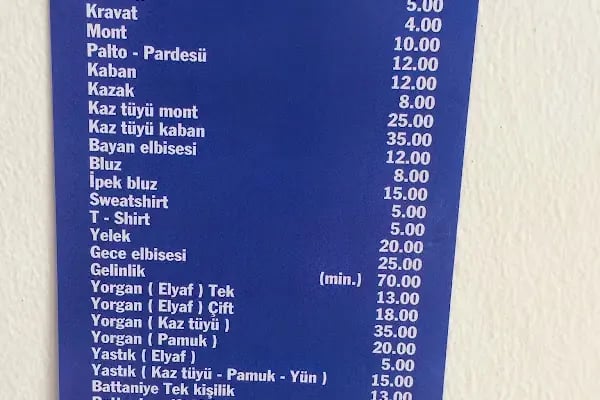 5.00
Kravat 4.00
Mont 10.00
Palto - Pardesü 12.00
Kaban 12.00
Kazak 8.00
Kaz tüyü mont 25.00
Kaz tüyü kaban 35.00
Bayan elbisesi 12.00
Bluz 8.00
İpek bluz 15.00
Sweatshirt 5.00
T - Shirt 5.00
Yelek 20.00
Gece elbisesi 25.00
Gelinlik (min.) 70.00
Yorgan ( Elyaf ) Tek 13.00
Yorgan ( Elyaf ) Çift 18.00
Yorgan ( Kaz tüyü ) 35.00
Yorgan ( Pamuk ) 20.00
Yastık ( Elyaf ) 5.00
Yastık ( Kaz tüyü - Pamuk - Yün ) 15.00
Battaniye Tek kişilik 13.00